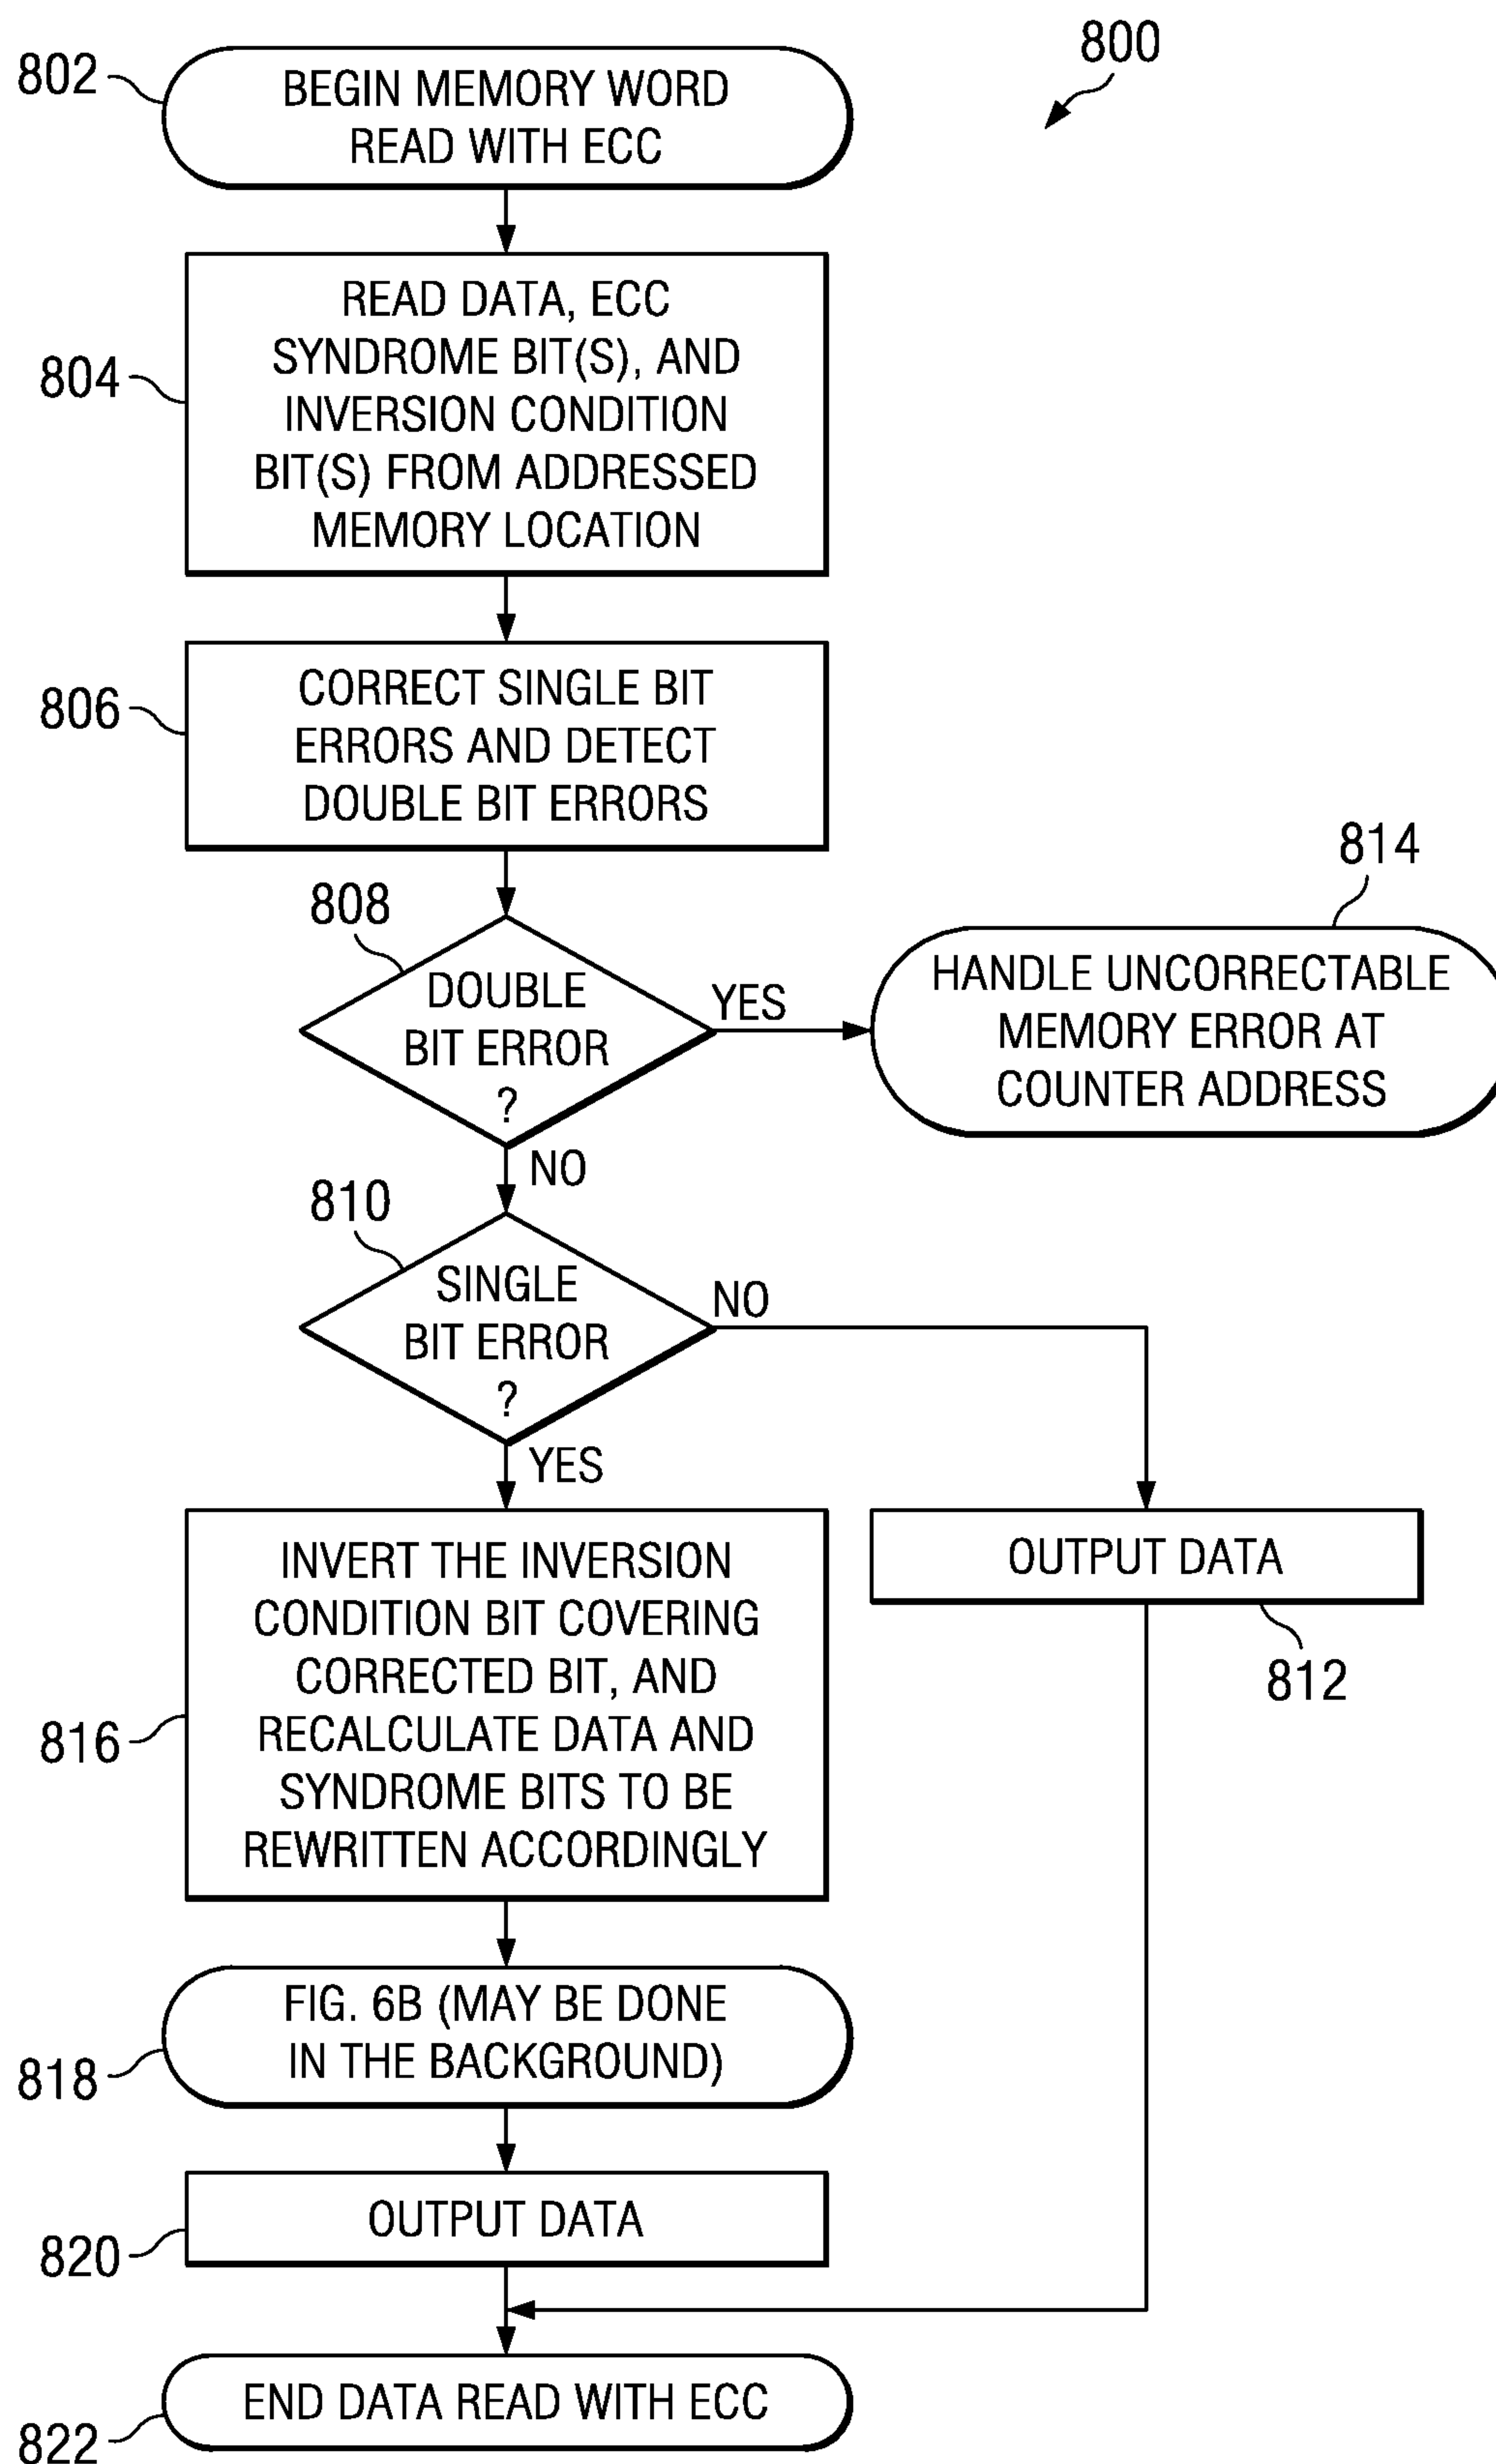 800
802
BEGIN MEMORY WORD
READ WITH ECC
804
READ DATA, ECC
SYNDROME BIT(S), AND
INVERSION CONDITION
BIT(S) FROM ADDRESSED
MEMORY LOCATION
806
CORRECT SINGLE BIT
ERRORS AND DETECT
DOUBLE BIT ERRORS
808
DOUBLE
BIT ERROR
?
YES
814
HANDLE UNCORRECTABLE
MEMORY ERROR AT
COUNTER ADDRESS
NO
810
SINGLE
BIT ERROR
?
NO
YES
816
INVERT THE INVERSION
CONDITION BIT COVERING
CORRECTED BIT, AND
RECALCULATE DATA AND
SYNDROME BITS TO BE
REWRITTEN ACCORDINGLY
OUTPUT DATA
812
818
FIG. 6B (MAY BE DONE
IN THE BACKGROUND)
820
OUTPUT DATA
822
END DATA READ WITH ECC